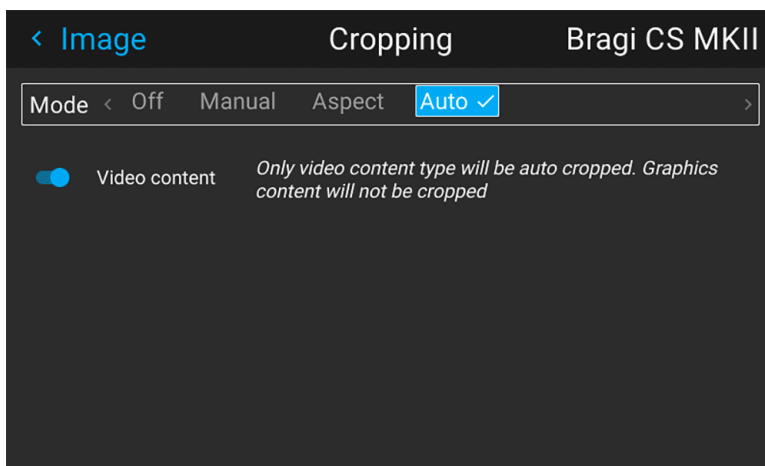 < Image Cropping Bragi CS MKII
Mode < Off Manual Aspect Auto ✓ >
Video content Only video content type will be auto cropped. Graphics
content will not be cropped